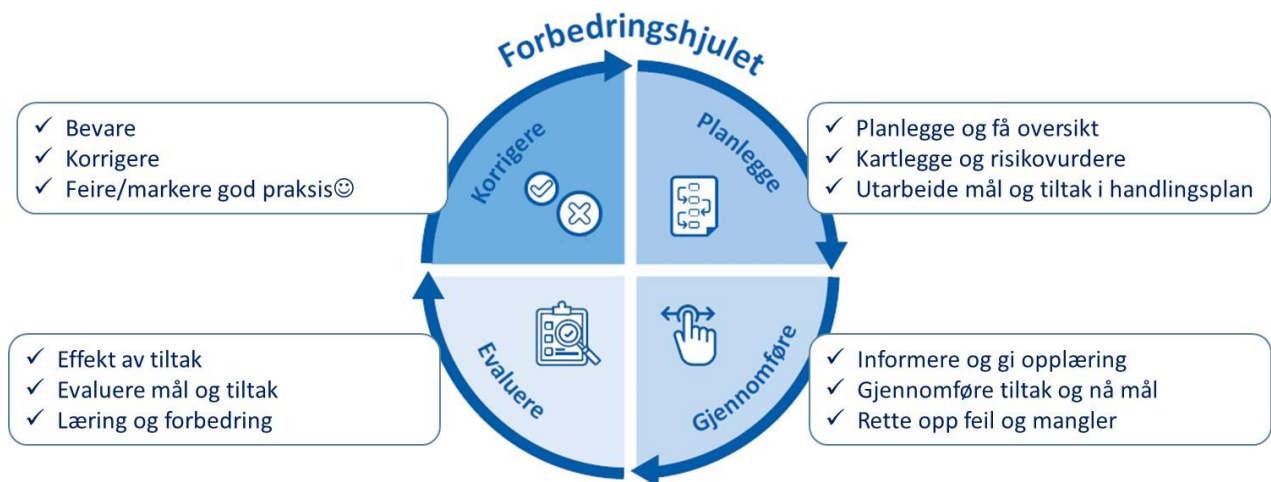 Forbedringshjulet
✓ Bevare
✓ Korrigere
✓ Feire/markere god praksis☺
Korrigere
Planlegge
✓ Planlegge og få oversikt
✓ Kartlegge og risikovurdere
✓ Utarbeide mål og tiltak i handlingsplan
✓ Effekt av tiltak
✓ Evaluere mål og tiltak
✓ Læring og forbedring
Evaluere
Gjennomføre
✓ Informere og gi opplæring
✓ Gjennomføre tiltak og nå mål
✓ Rette opp feil og mangler